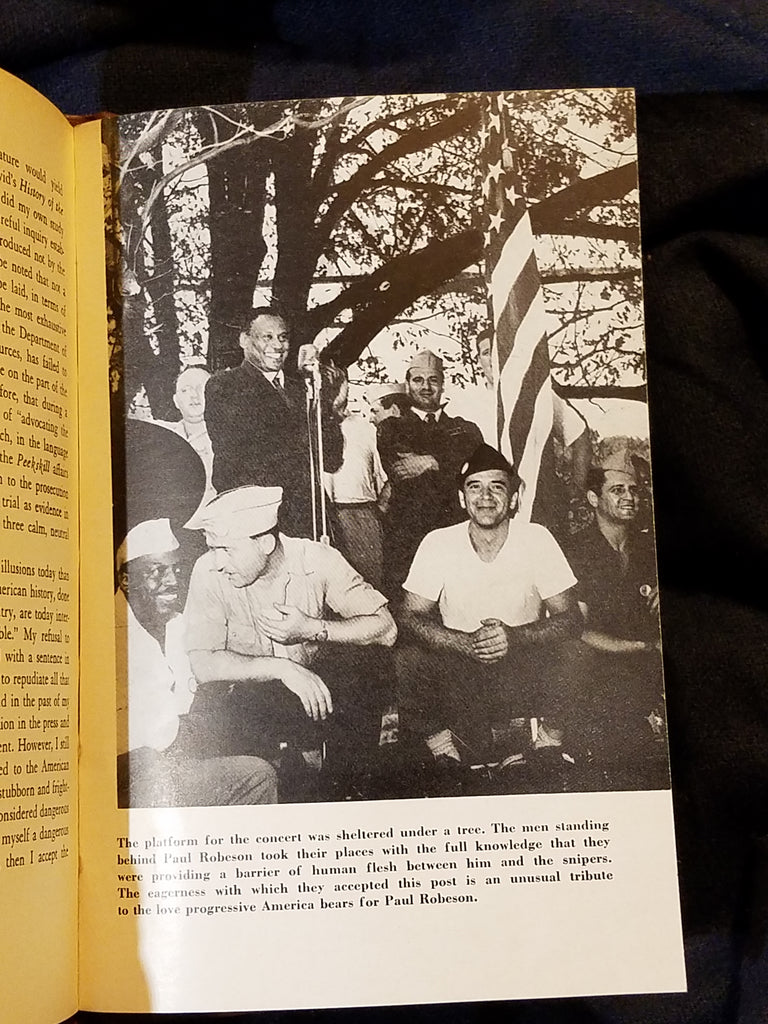 ature would yield
vid's History of the
did my own study
reful inquiry estab-
roduced not by the
be noted that not a
be laid, in terms of
he most exhaustive
the Department of
urces, has failed to
e on the part of the
fore, that during a
of "advocating the
ch, in the language
the Peekskill affairs
n to the prosecution
trial as evidence in
three calm, neutral
illusions today than
merican history, done
try, are today inter-
ble." My refusal to
with a sentence in
to repudiate all that
d in the past of my
ion in the press and
ent. However, I still
ed to the American
stubborn and fright-
onsidered dangerous
myself a dangerous
then I accept the
The platform for the concert was sheltered under a tree. The men standing
behind Paul Robeson took their places with the full knowledge that they
were providing a barrier of human flesh between him and the snipers.
The eagerness with which they accepted this post is an unusual tribute
to the love progressive America bears for Paul Robeson.